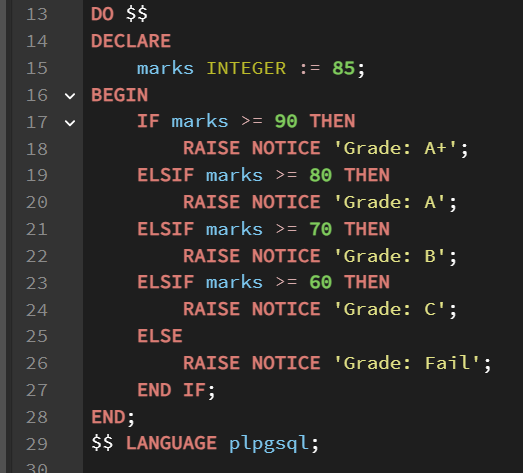 13 DO $$
14 DECLARE
15     marks INTEGER := 85;
16 BEGIN
17     IF marks >= 90 THEN
18         RAISE NOTICE 'Grade: A+';
19     ELSIF marks >= 80 THEN
20         RAISE NOTICE 'Grade: A';
21     ELSIF marks >= 70 THEN
22         RAISE NOTICE 'Grade: B';
23     ELSIF marks >= 60 THEN
24         RAISE NOTICE 'Grade: C';
25     ELSE
26         RAISE NOTICE 'Grade: Fail';
27     END IF;
28 END;
29 $$ LANGUAGE plpgsql;
30